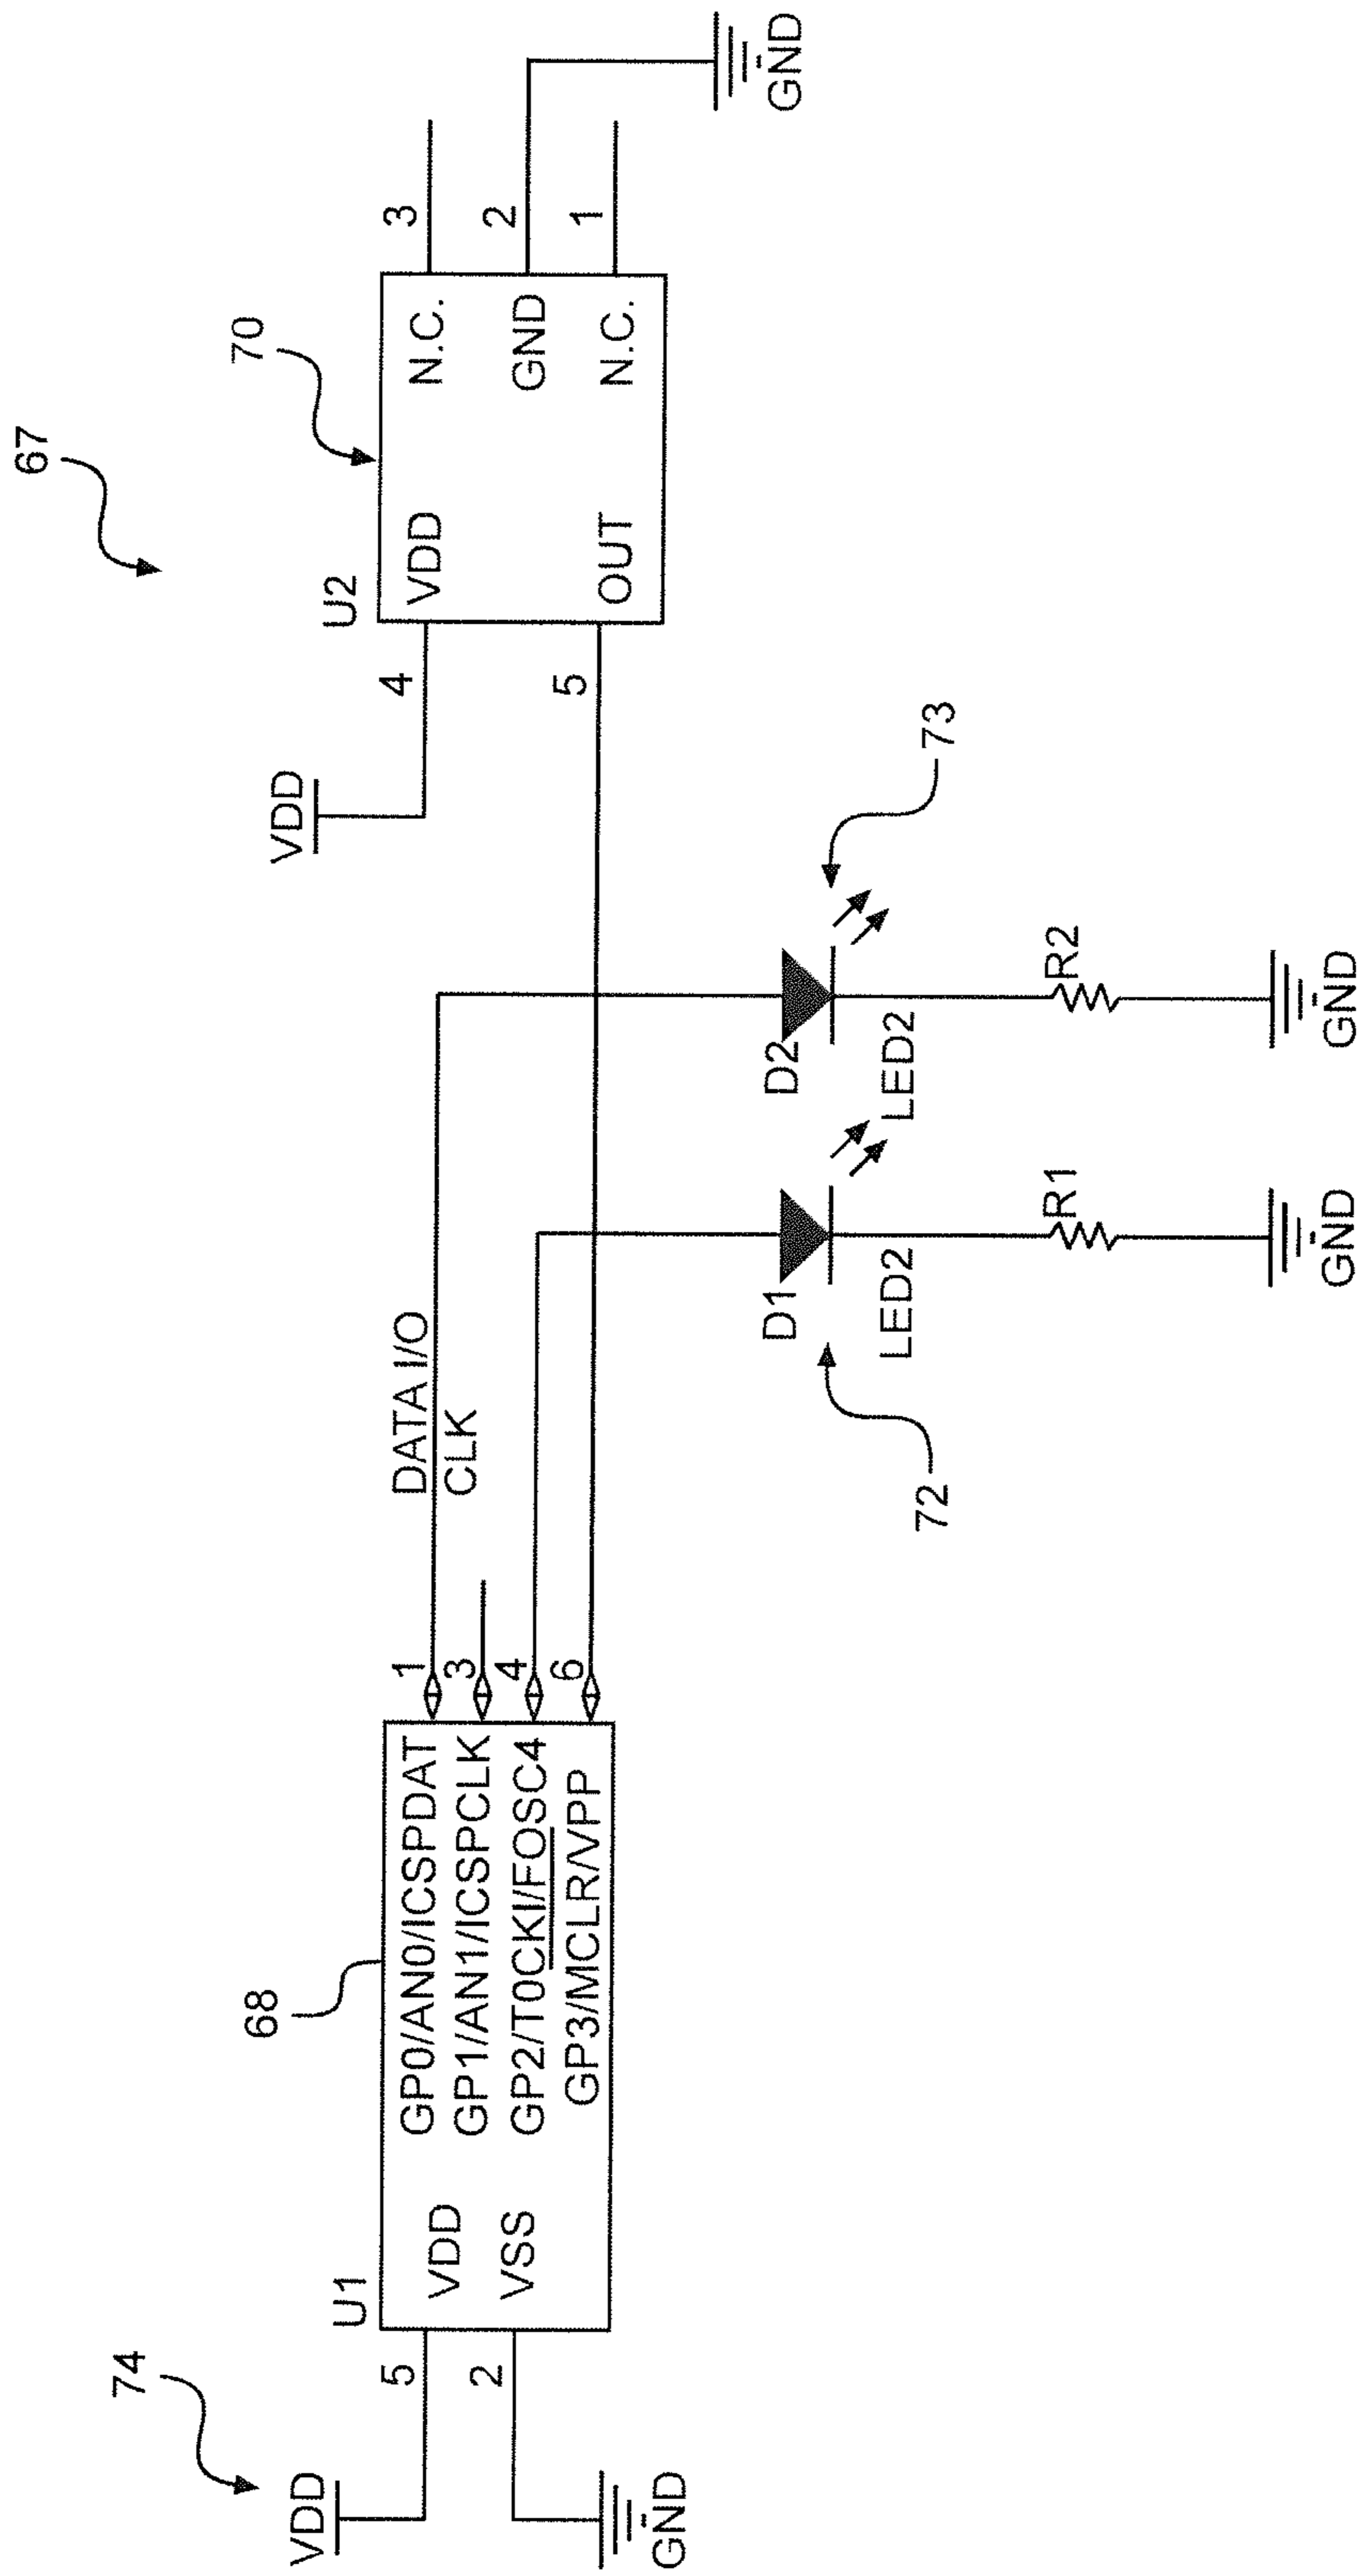 67
74
VDD
5
2
GND
U1
68
VDD
VSS
GP0/AN0/ICSPDAT
GP1/AN1/ICSPCLK
GP2/T0CKI/FOSC4
GP3/MCLR/VPP
1
3
4
6
DATA I/O
CLK
72
D1
LED2
R1
GND
D2
LED2
R2
GND
73
VDD
4
5
U2
70
VDD
OUT
N.C.
GND
N.C.
3
2
1
GND